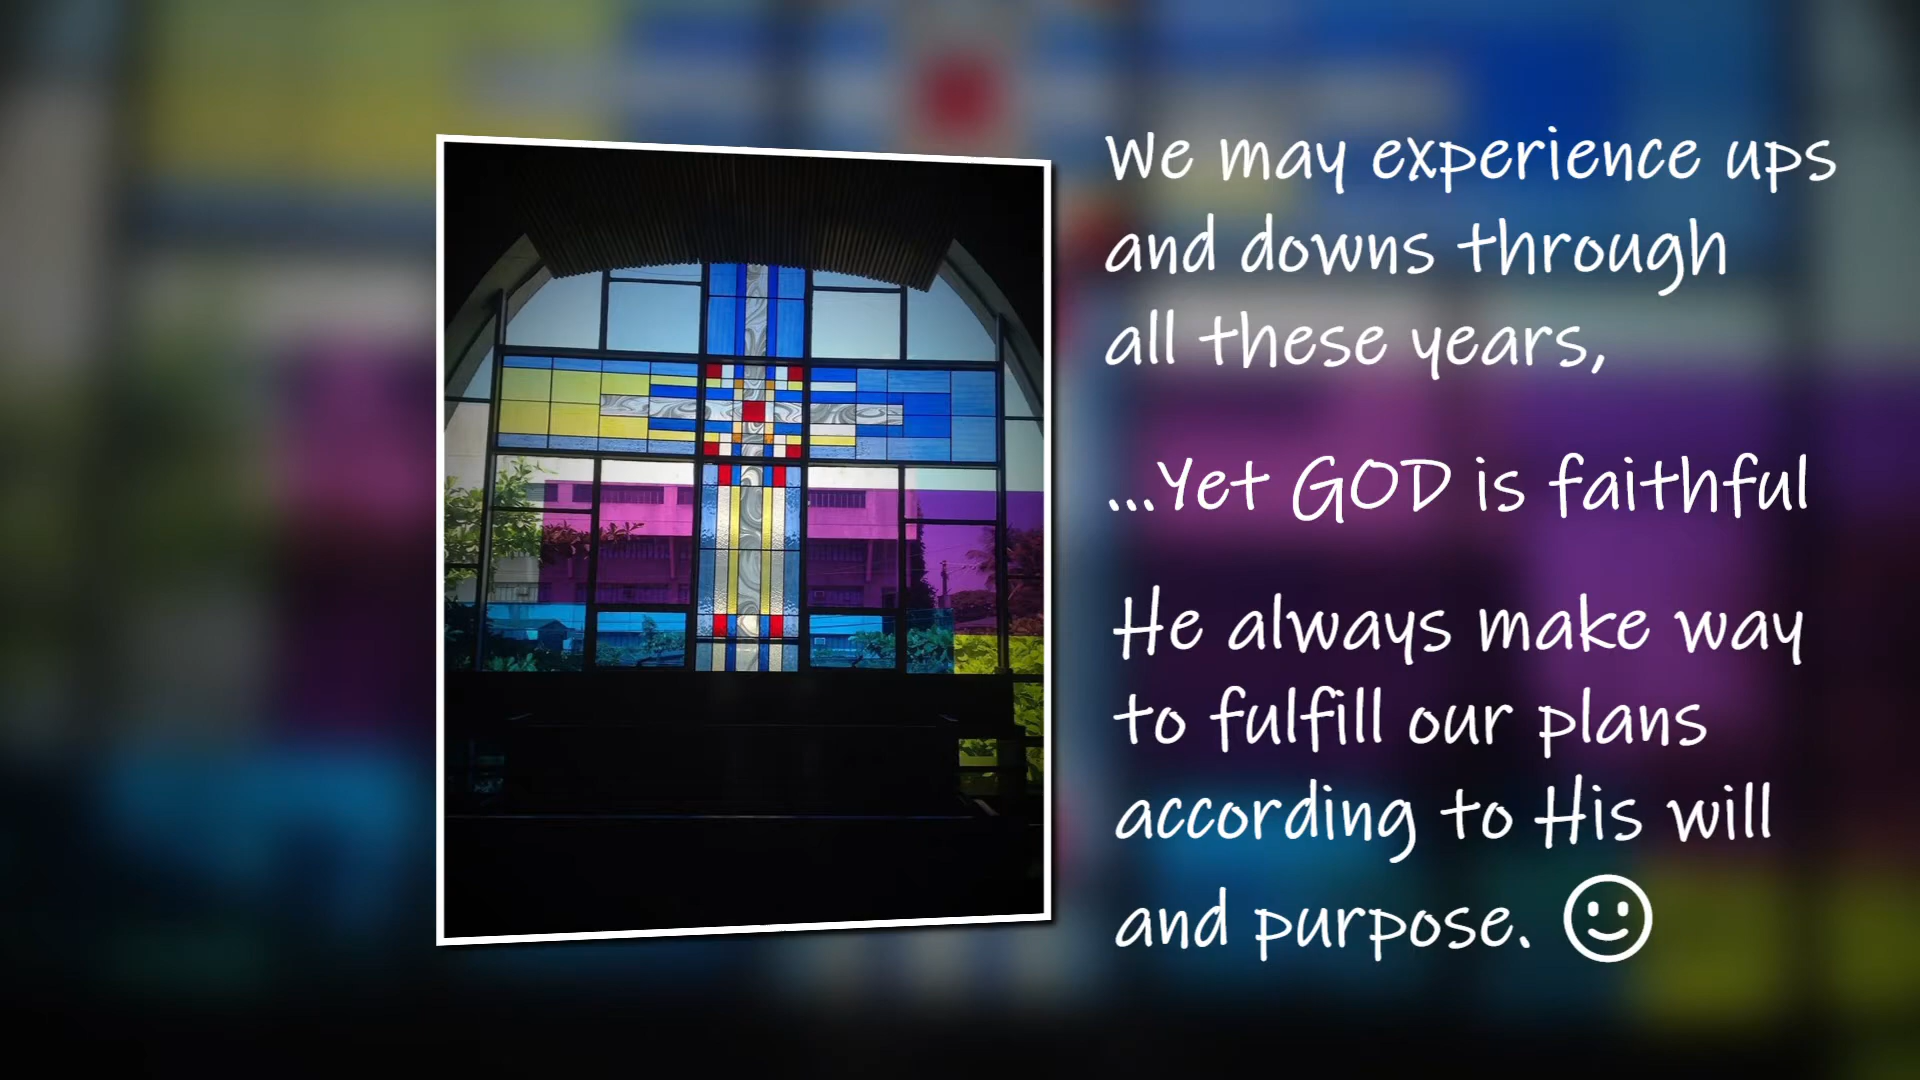 We may experience ups
and downs through
all these years,
...Yet GOD is faithful
He always make way
to fulfill our plans
according to His will
and purpose. ☺